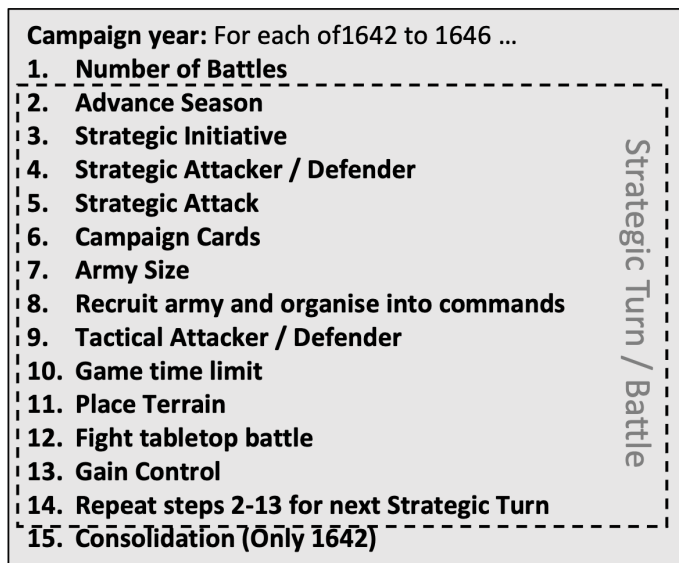 Campaign year: For each of1642 to 1646 ...
1. Number of Battles
2. Advance Season
3. Strategic Initiative
4. Strategic Attacker / Defender
5. Strategic Attack
6. Campaign Cards
7. Army Size
8. Recruit army and organise into commands
9. Tactical Attacker / Defender
10. Game time limit
11. Place Terrain
12. Fight tabletop battle
13. Gain Control
14. Repeat steps 2-13 for next Strategic Turn
15. Consolidation (Only 1642)
Strategic Turn / Battle